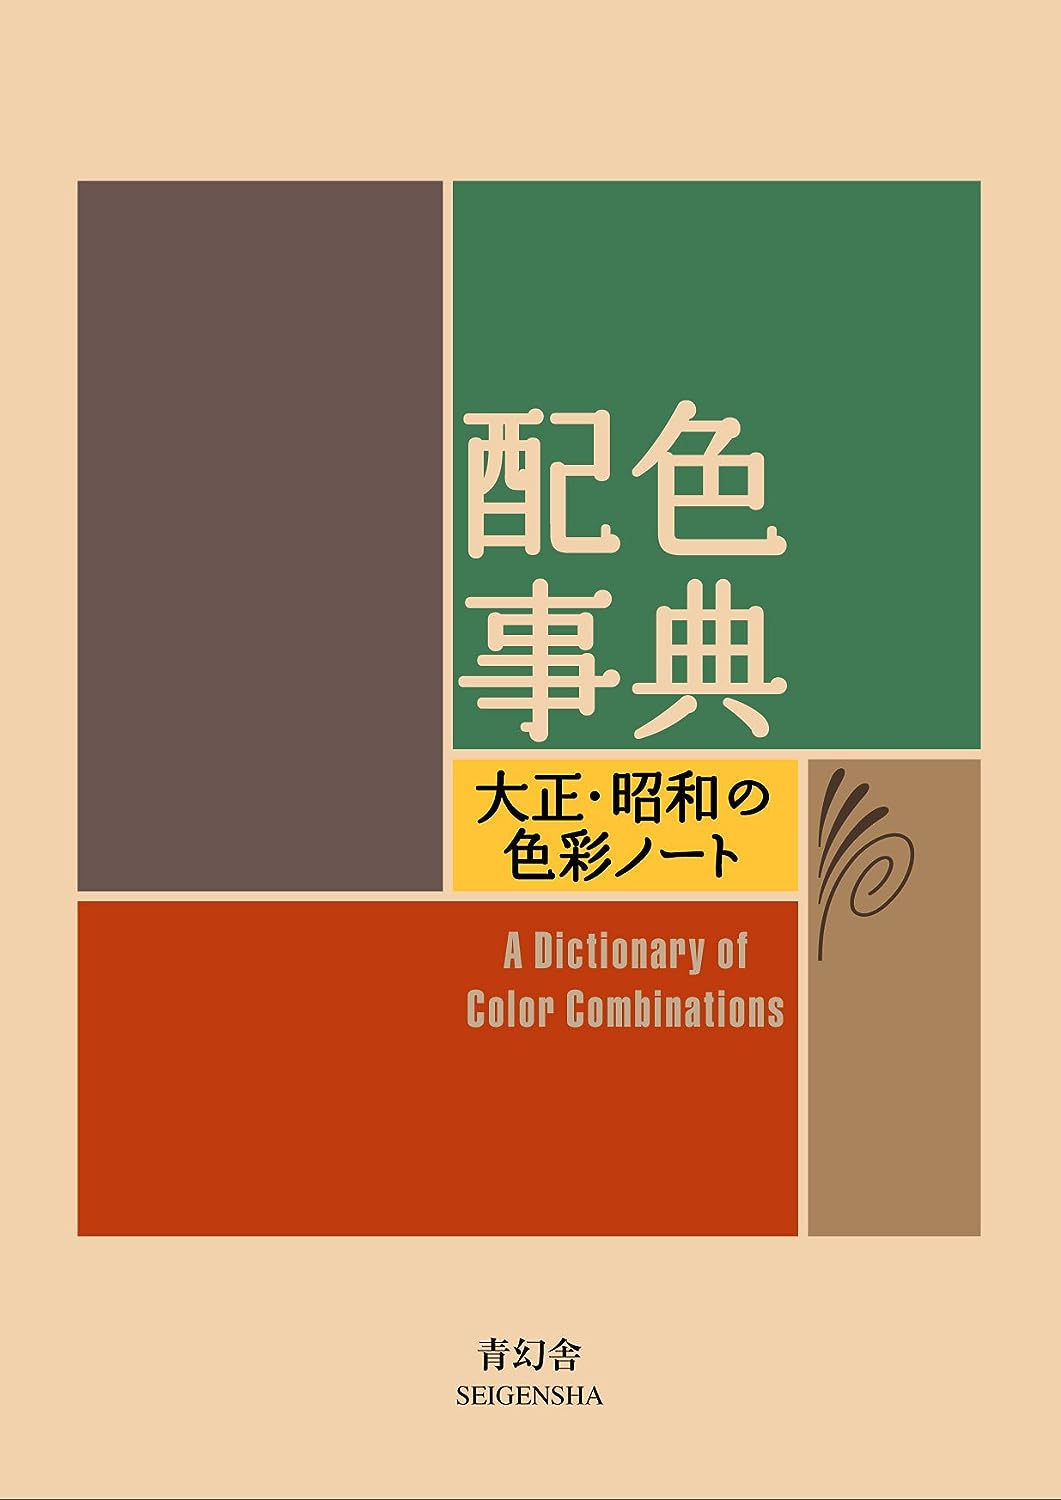 配色
事典
大正・昭和の
色彩ノート
A Dictionary of
Color Combinations
青幻舎
SEIGENSHA